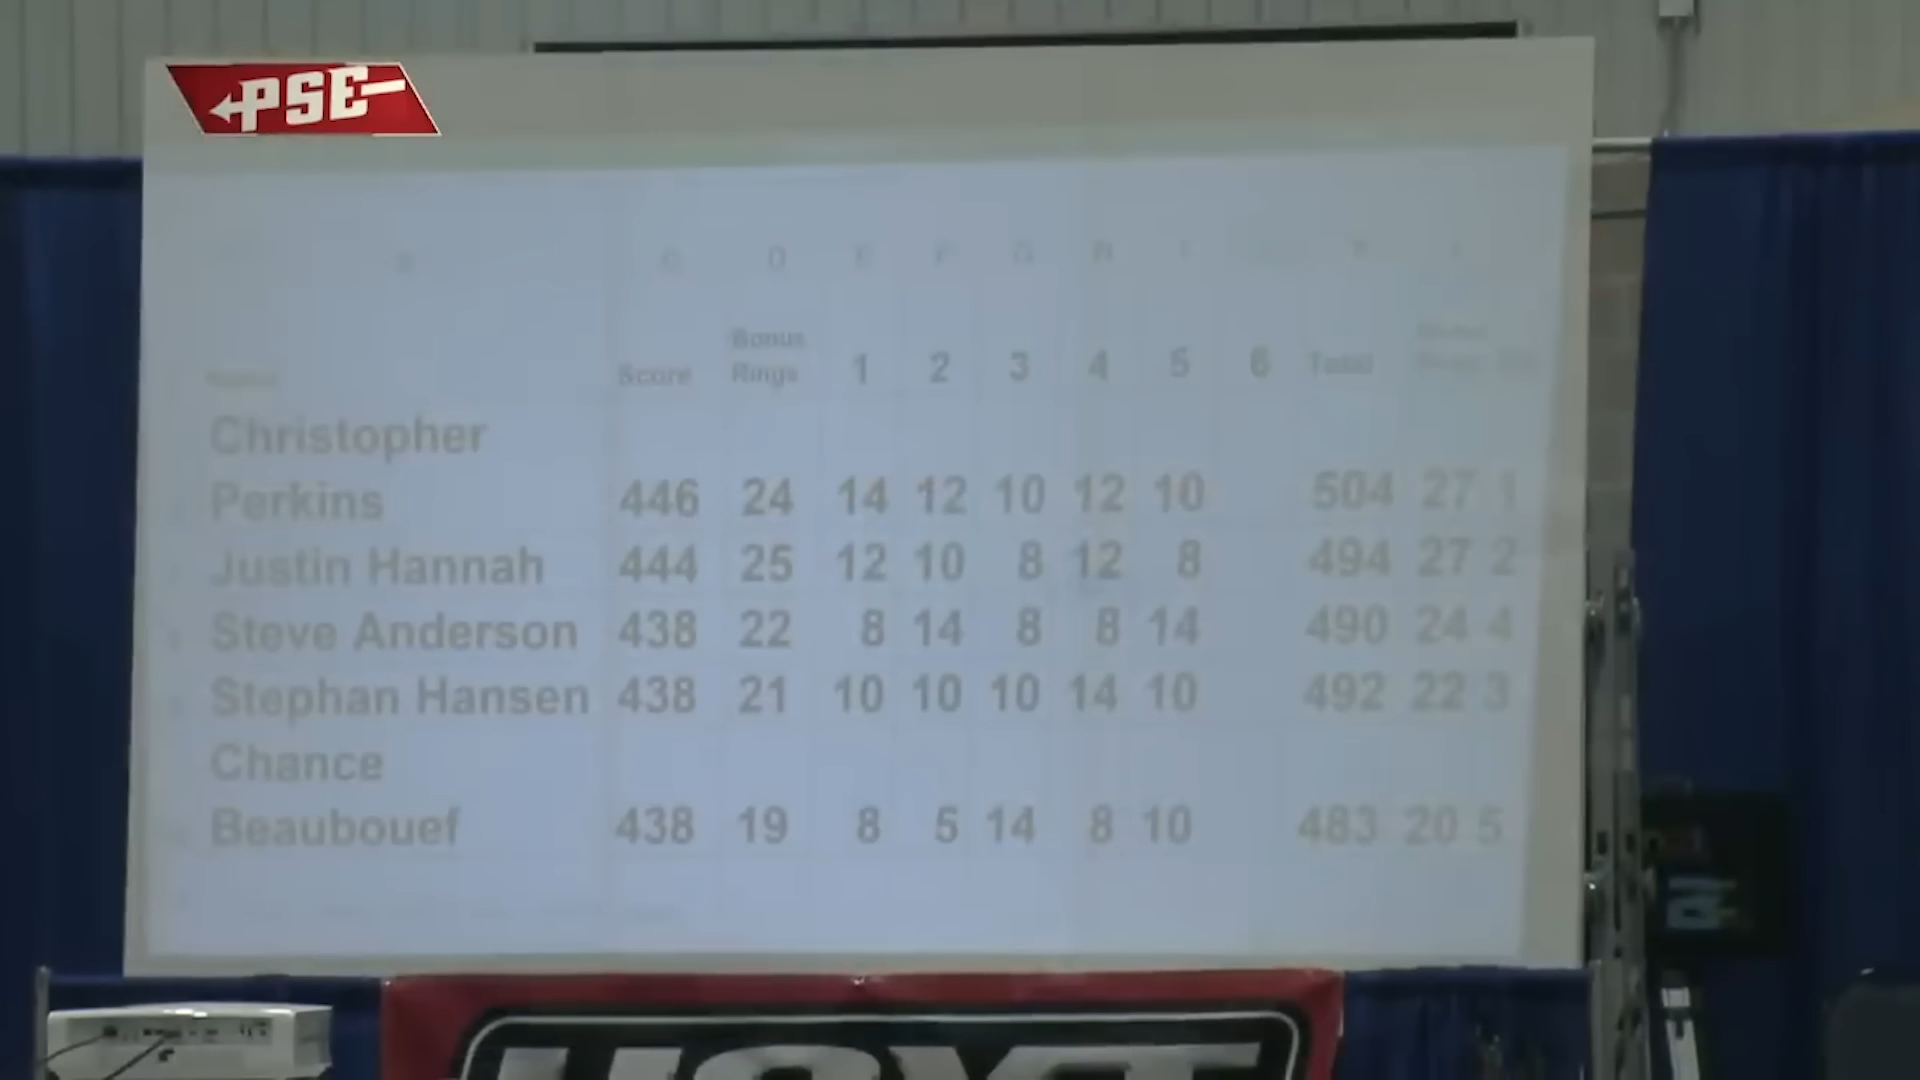 PSE
D E F G H
Bonus
Score Rings 1 2 3 4 5 6 Total
Christopher
Perkins 446 24 14 12 10 12 10 504 27 1
Justin Hannah 444 25 12 10 8 12 8 494 27 2
Steve Anderson 438 22 8 14 8 8 14 490 24 4
Stephan Hansen 438 21 10 10 10 14 10 492 22 3
Chance
Beaubouef 438 19 8 5 14 8 10 483 20 5
HOYT